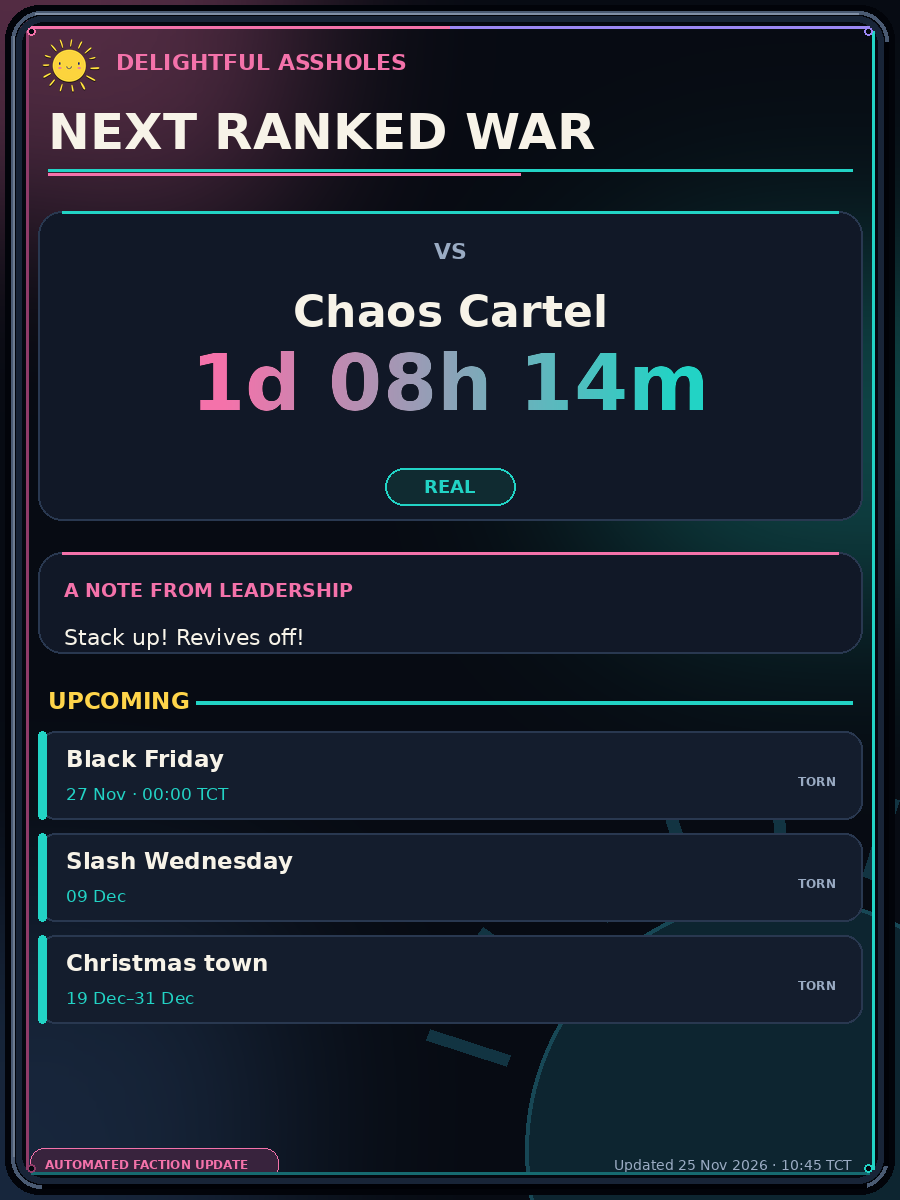 DELIGHTFUL ASSHOLES
NEXT RANKED WAR
VS
Chaos Cartel
1d 08h 14m
REAL
A NOTE FROM LEADERSHIP
Stack up! Revives off!
UPCOMING
Black Friday
27 Nov · 00:00 TCT
TORN
Slash Wednesday
09 Dec
TORN
Christmas town
19 Dec–31 Dec
TORN
AUTOMATED FACTION UPDATE
Updated 25 Nov 2026 · 10:45 TCT